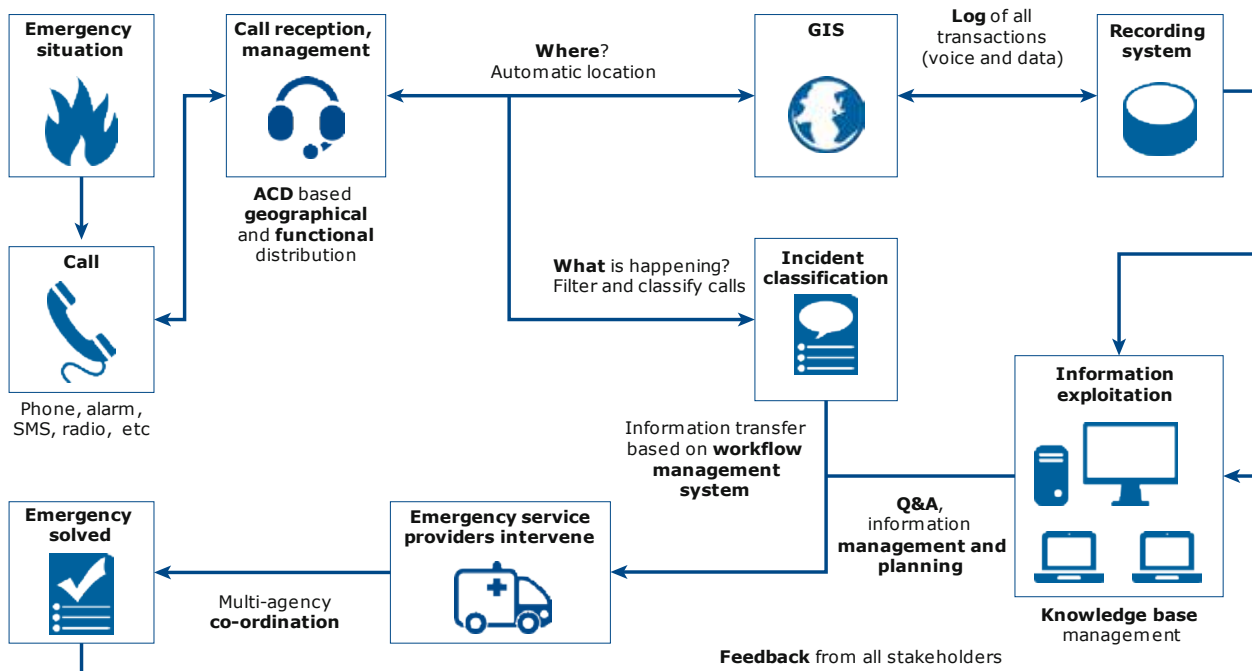 Emergency
situation
Call reception,
management
Where?
Automatic location
GIS
Log of all
transactions
(voice and data)
Recording
system
ACD based
geographical
and functional
distribution
Call
Phone, alarm,
SMS, radio, etc
What is happening?
Filter and classify calls
Incident
classification
Information
exploitation
Information transfer
based on workflow
management
system
Q&A,
information
management and
planning
Knowledge base
management
Emergency
solved
Multi-agency
co-ordination
Emergency service
providers intervene
Feedback from all stakeholders